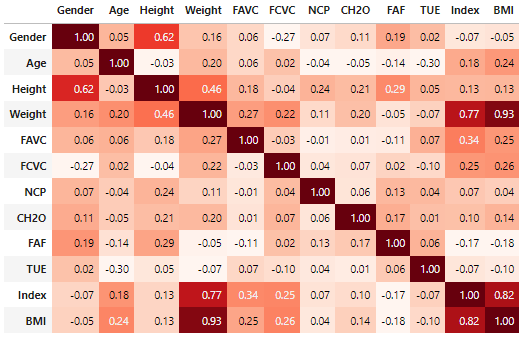 Gender Age Height Weight FAVC FCVC NCP CH2O FAF TUE Index BMI
Gender 1.00 0.05 0.62 0.16 0.06 -0.27 0.07 0.11 0.19 0.02 -0.07 -0.05
Age 0.05 1.00 -0.03 0.20 0.06 0.02 -0.04 -0.05 -0.14 -0.30 0.18 0.24
Height 0.62 -0.03 1.00 0.46 0.18 -0.04 0.24 0.21 0.29 0.05 0.13 0.13
Weight 0.16 0.20 0.46 1.00 0.27 0.22 0.11 0.20 -0.05 -0.07 0.77 0.93
FAVC 0.06 0.06 0.18 0.27 1.00 -0.03 -0.01 0.01 -0.11 0.07 0.34 0.25
FCVC -0.27 0.02 -0.04 0.22 -0.03 1.00 0.04 0.07 0.02 -0.10 0.25 0.26
NCP 0.07 -0.04 0.24 0.11 -0.01 0.04 1.00 0.06 0.13 0.04 0.07 0.04
CH2O 0.11 -0.05 0.21 0.20 0.01 0.07 0.06 1.00 0.17 0.01 0.10 0.14
FAF 0.19 -0.14 0.29 -0.05 -0.11 0.02 0.13 0.17 1.00 0.06 -0.17 -0.18
TUE 0.02 -0.30 0.05 -0.07 0.07 -0.10 0.04 0.01 0.06 1.00 -0.07 -0.10
Index -0.07 0.18 0.13 0.77 0.34 0.25 0.07 0.10 -0.17 -0.07 1.00 0.82
BMI -0.05 0.24 0.13 0.93 0.25 0.26 0.04 0.14 -0.18 -0.10 0.82 1.00